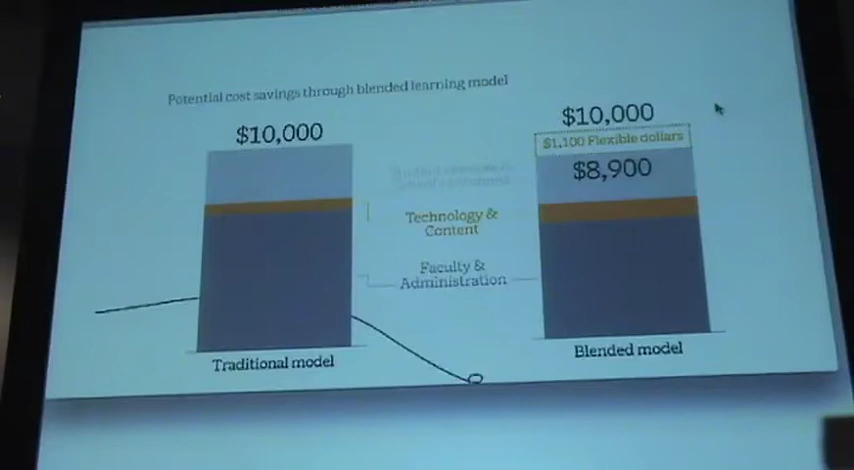 Potential cost savings through blended learning model
$10,000
$10,000
$1,100 Flexible dollars
$8,900
Technology &
Content
Faculty &
Administration
Traditional model
Blended model